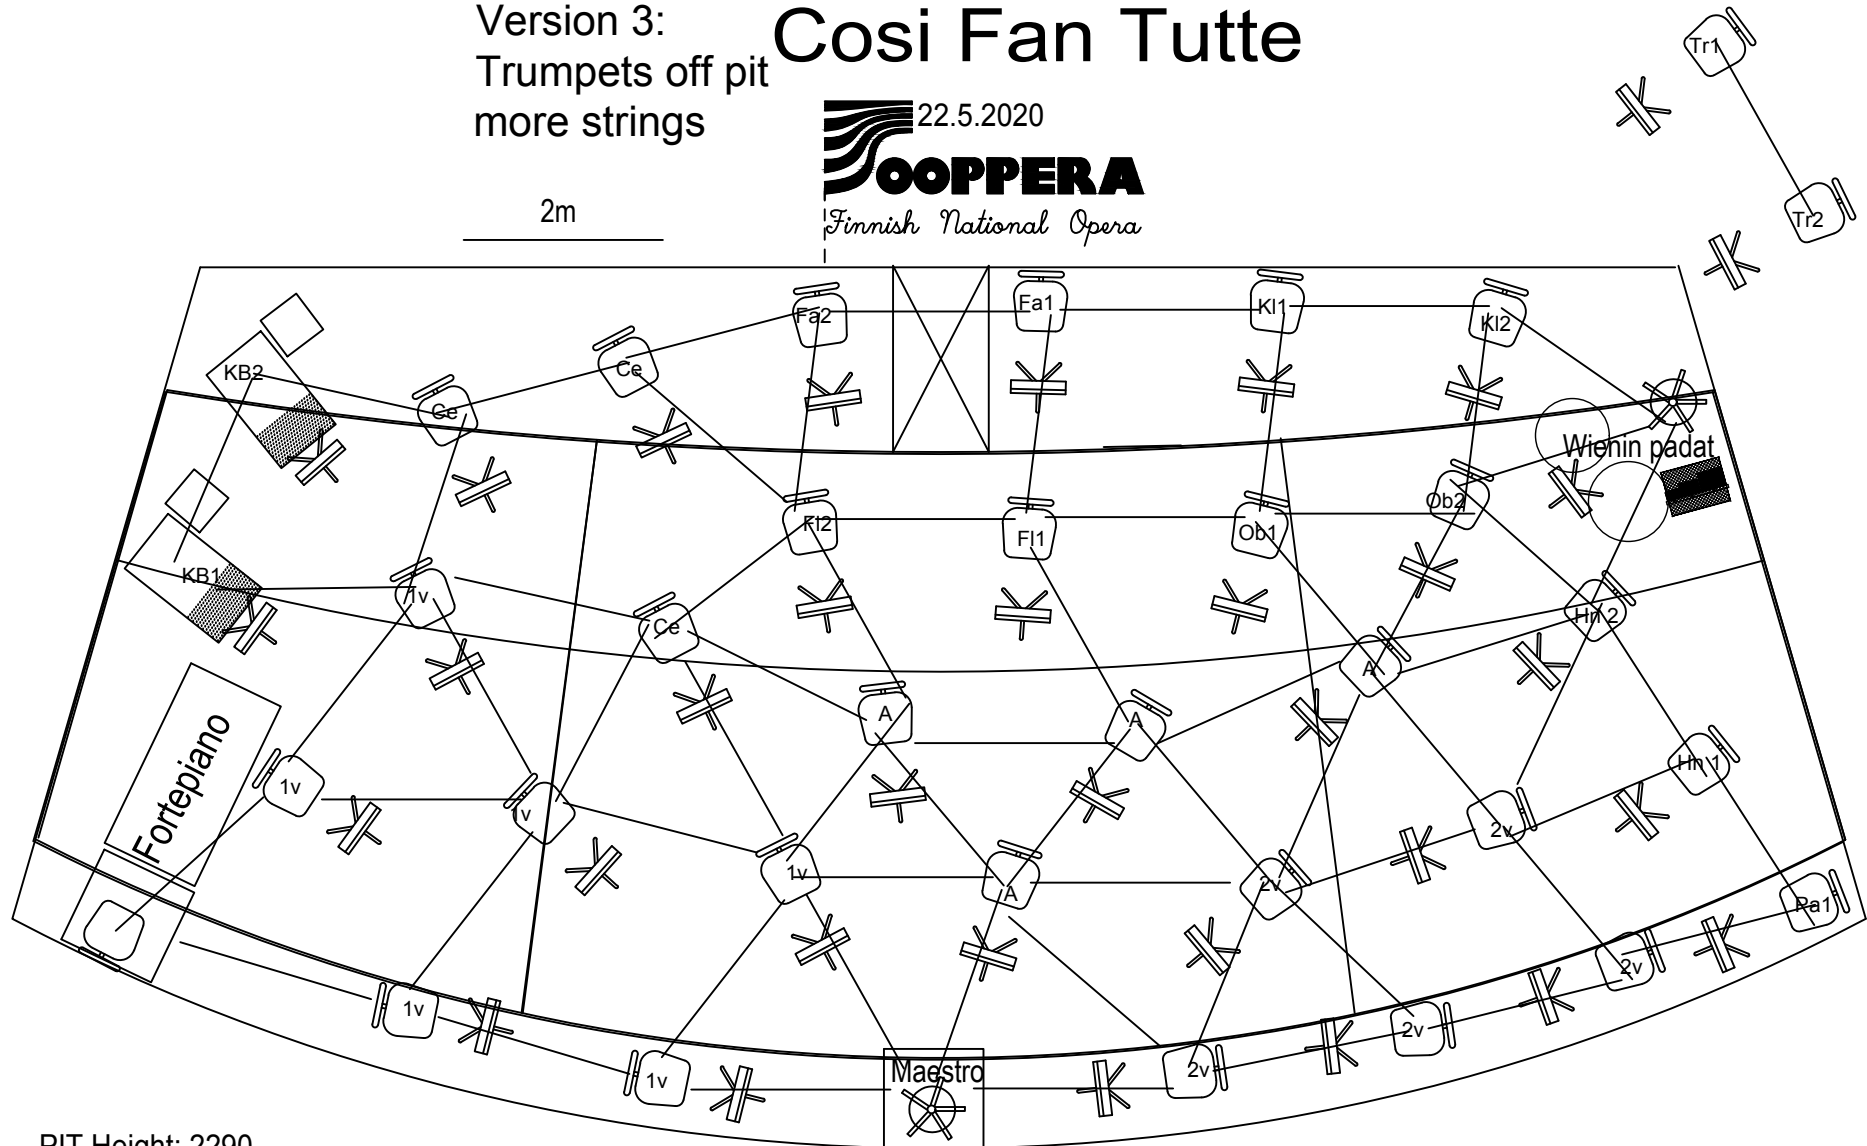 Version 3:
Trumpets off pit
more strings
Cosi Fan Tutte
22.5.2020
OOPPERA
Finnish National Opera
2m
Tr1
Tr2
Fa2
Fa1
Kl1
Kl2
KB2
Ce
Ce
Wienin padat
KB1
Fl2
Fl1
Ob1
Ob2
1v
Ce
A
Hn 2
A
A
Fortepiano
1v
1v
1v
A
2v
2v
Hn 1
Pa1
1v
1v
Maestro
2v
2v
2v
PIT Height: 2290